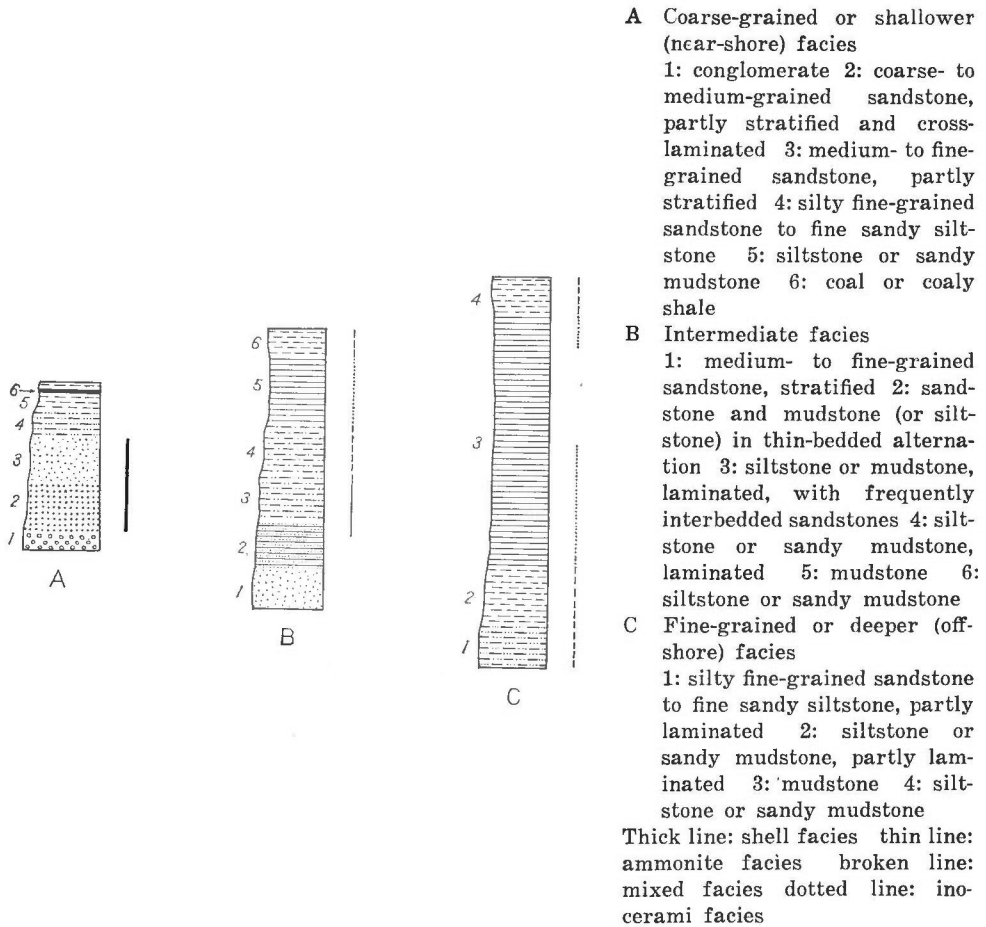 A Coarse-grained or shallower
(near-shore) facies
1: conglomerate 2: coarse- to
medium-grained sandstone,
partly stratified and cross-
laminated 3: medium- to fine-
grained sandstone, partly
stratified 4: silty fine-grained
sandstone to fine sandy silt-
stone 5: siltstone or sandy
mudstone 6: coal or coaly
shale
B Intermediate facies
1: medium- to fine-grained
sandstone, stratified 2: sand-
stone and mudstone (or silt-
stone) in thin-bedded alterna-
tion 3: siltstone or mudstone,
laminated, with frequently
interbedded sandstones 4: silt-
stone or sandy mudstone,
laminated 5: mudstone 6:
siltstone or sandy mudstone
C Fine-grained or deeper (off-
shore) facies
1: silty fine-grained sandstone
to fine sandy siltstone, partly
laminated 2: siltstone or
sandy mudstone, partly lam-
inated 3: mudstone 4: silt-
stone or sandy mudstone
Thick line: shell facies thin line:
ammonite facies broken line:
mixed facies dotted line: ino-
cerami facies
6
5
4
3
2
1
A
6
5
4
3
2
1
B
4
3
2
1
C